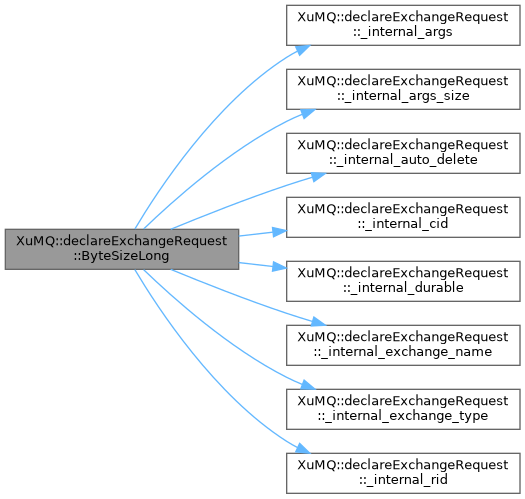 XuMQ::declareExchangeRequest
::ByteSizeLong
XuMQ::declareExchangeRequest
::_internal_args
XuMQ::declareExchangeRequest
::_internal_args_size
XuMQ::declareExchangeRequest
::_internal_auto_delete
XuMQ::declareExchangeRequest
::_internal_cid
XuMQ::declareExchangeRequest
::_internal_durable
XuMQ::declareExchangeRequest
::_internal_exchange_name
XuMQ::declareExchangeRequest
::_internal_exchange_type
XuMQ::declareExchangeRequest
::_internal_rid